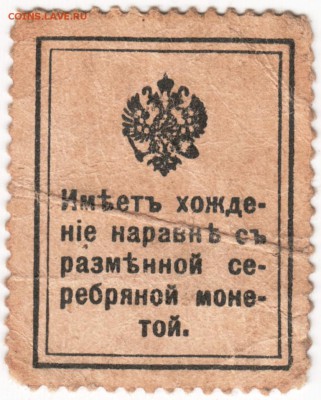 COINS.LAVE.RU
Имѣетъ хожде-
ніе наравнѣ съ
размѣнной се-
ребряной моне-
той.